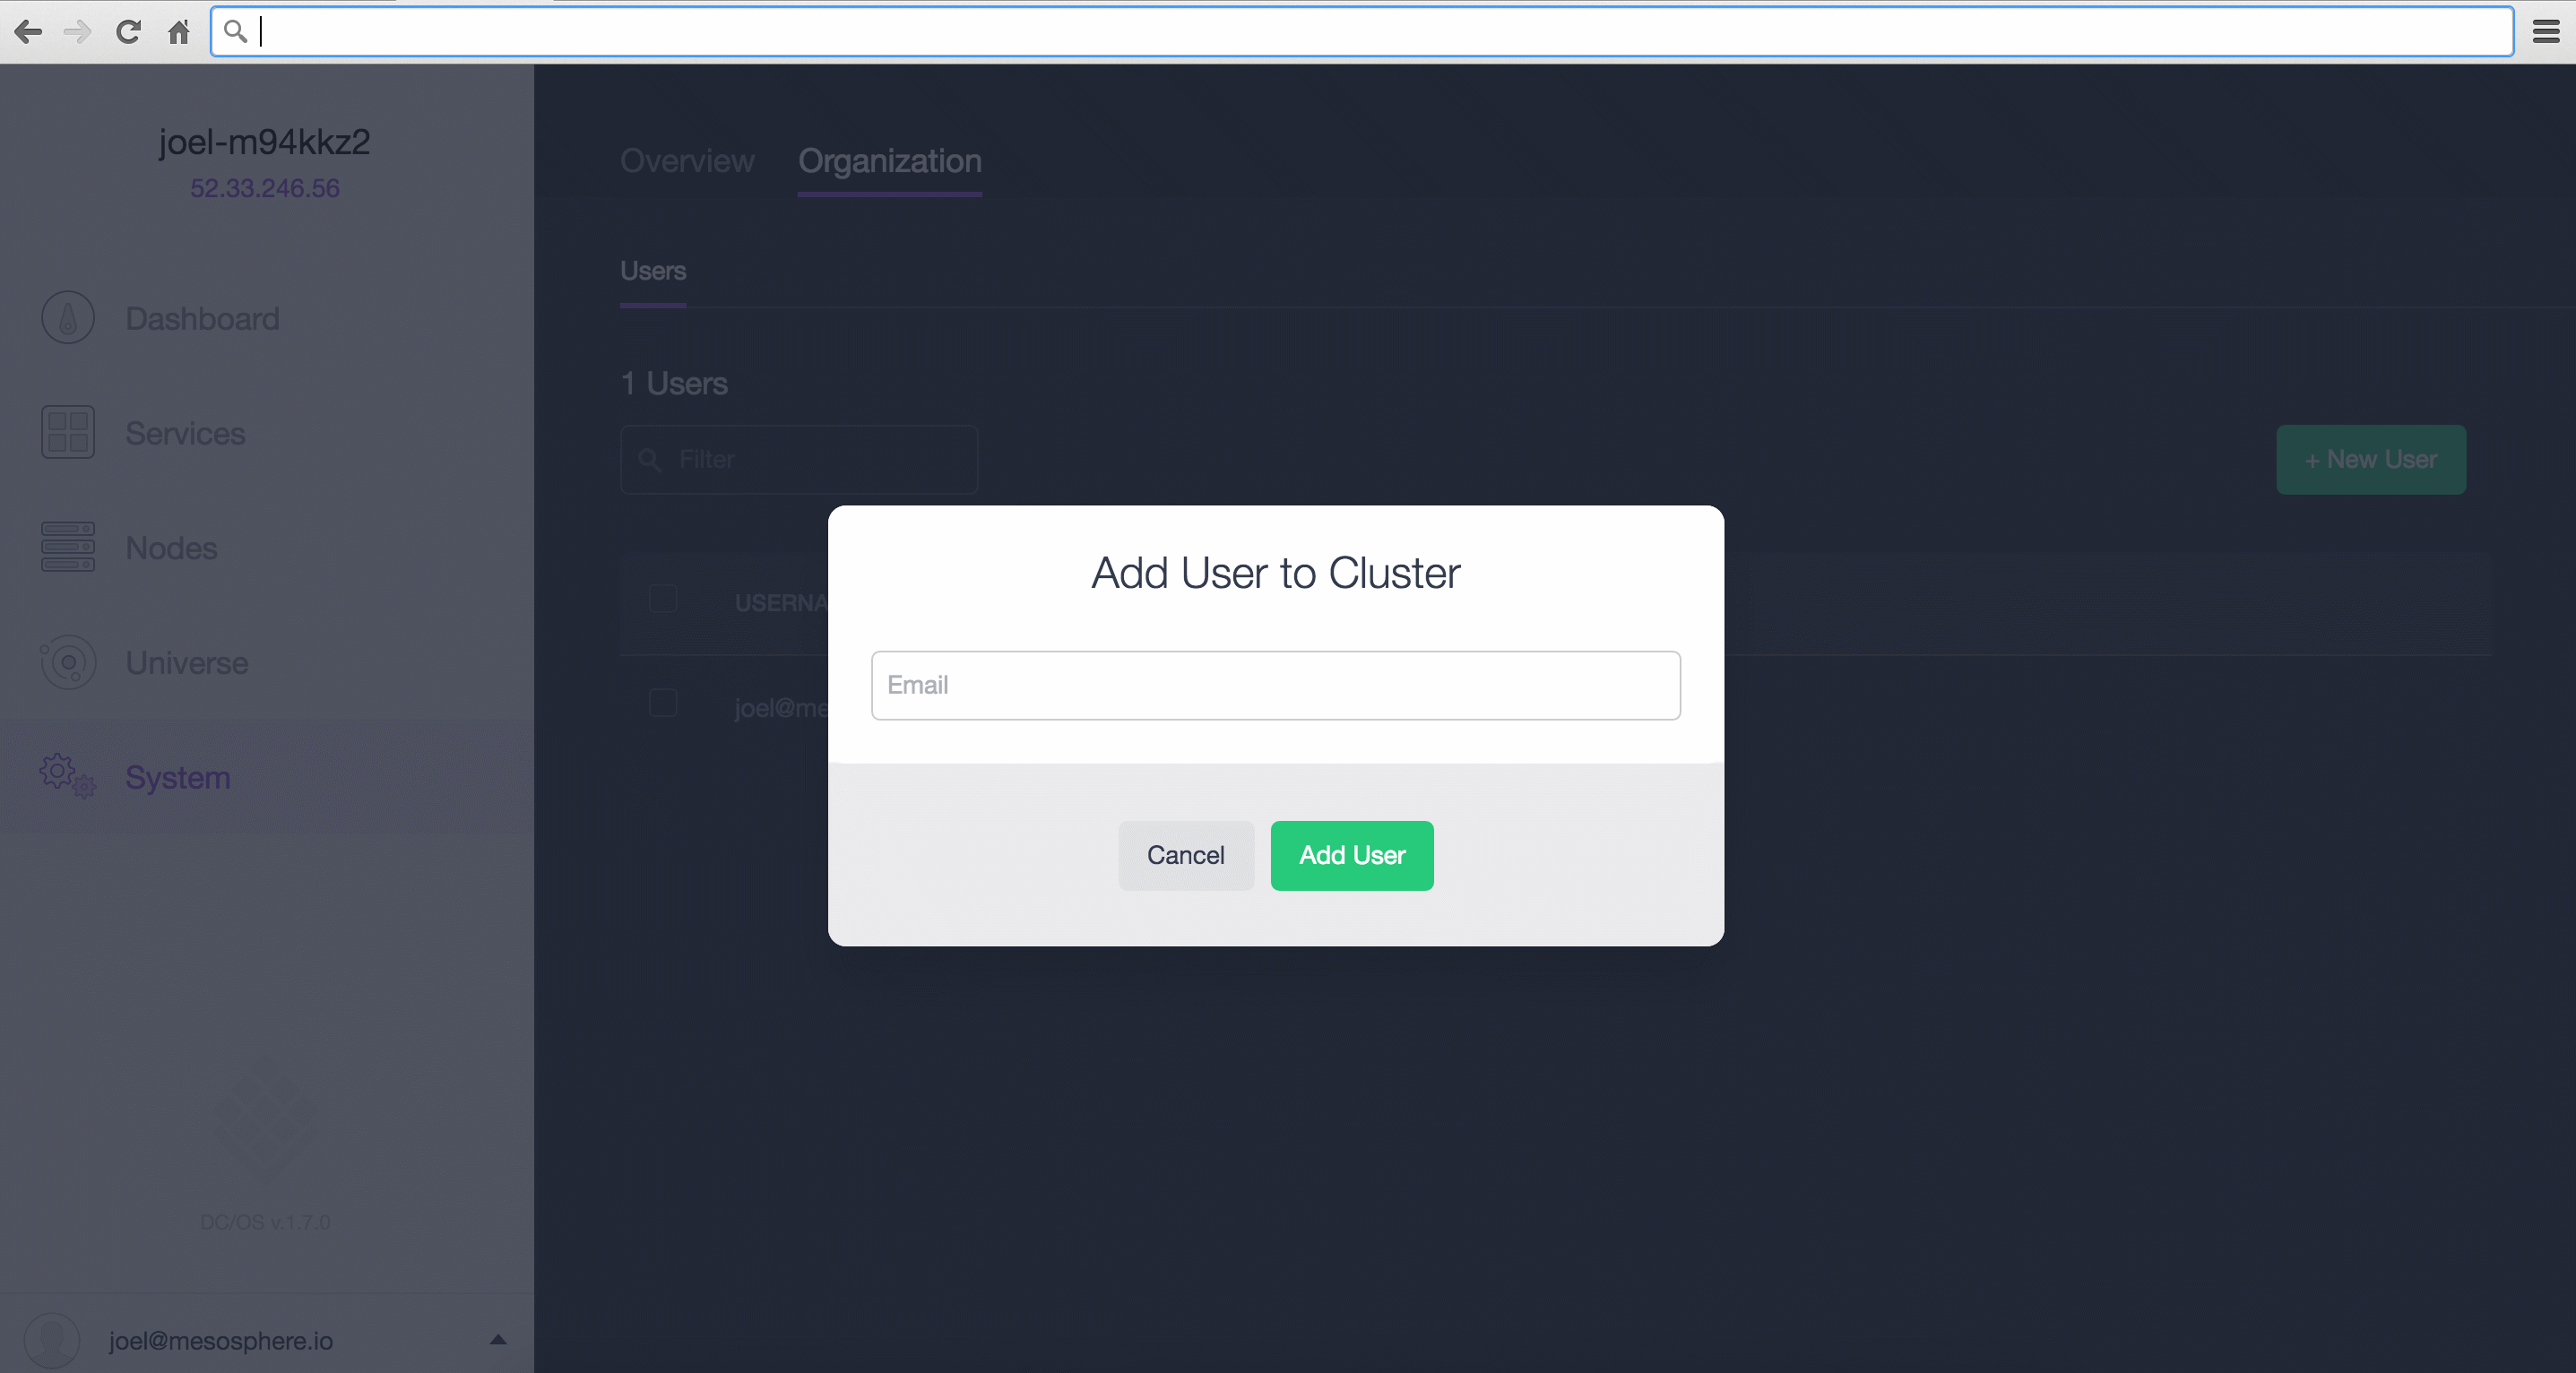 joel-m94kkz2
52.33.246.56
Dashboard
Services
Nodes
Universe
System
DC/OS v.1.7.0
joel@mesosphere.io
Overview Organization
Users
1 Users
Filter
+ New User
USERNA
joel@me
Add User to Cluster
Email
Cancel Add User